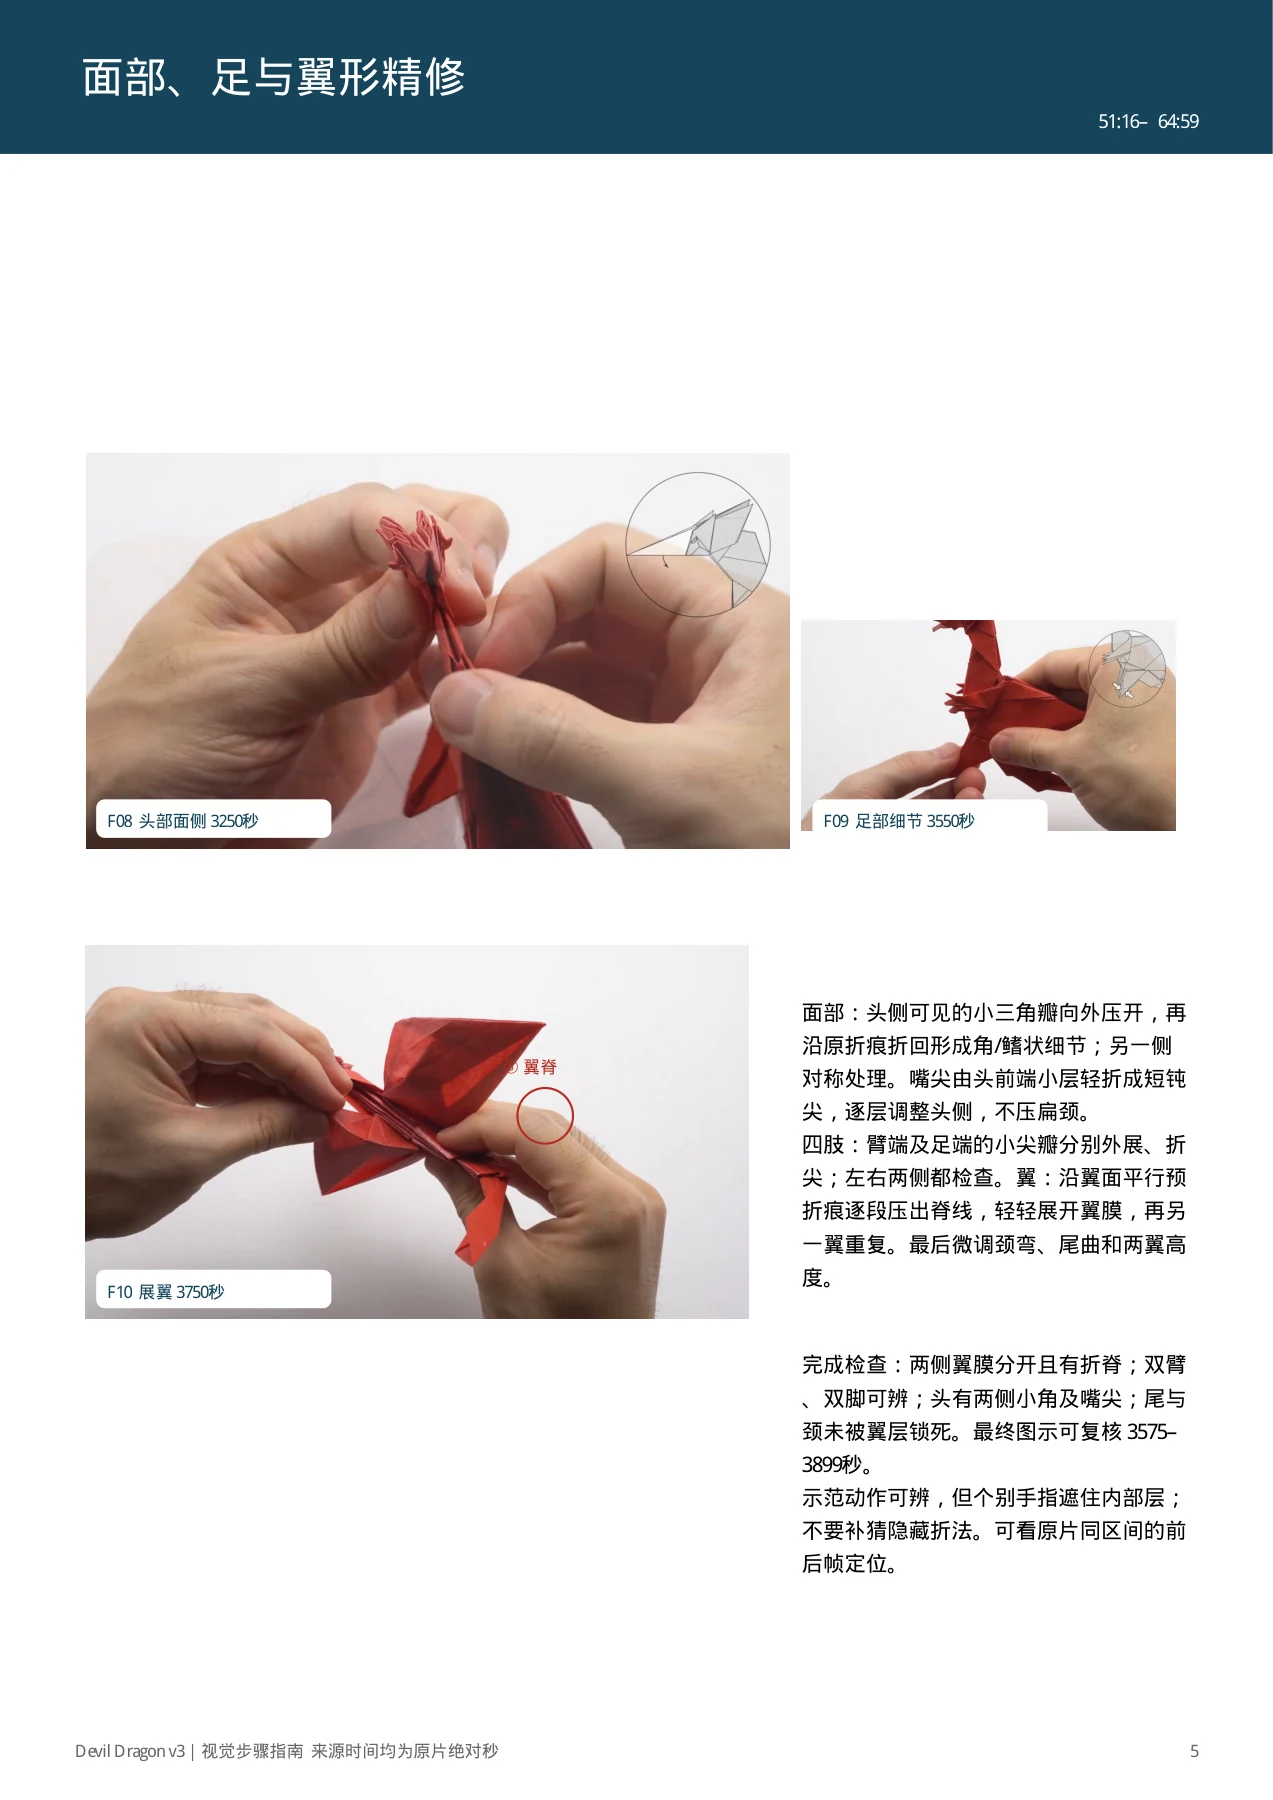 面部、足与翼形精修
51:16– 64:59
F08 头部面侧 3250秒
F09 足部细节 3550秒
翼脊
F10 展翼 3750秒
面部：头侧可见的小三角瓣向外压开，再
沿原折痕折回形成角/鳍状细节；另一侧
对称处理。嘴尖由头前端小层轻折成短钝
尖，逐层调整头侧，不压扁颈。
四肢：臂端及足端的小尖瓣分别外展、折
尖；左右两侧都检查。翼：沿翼面平行预
折痕逐段压出脊线，轻轻展开翼膜，再另
一翼重复。最后微调颈弯、尾曲和两翼高
度。
完成检查：两侧翼膜分开且有折脊；双臂
、双脚可辨；头有两侧小角及嘴尖；尾与
颈未被翼层锁死。最终图示可复核 3575–
3899秒。
示范动作可辨，但个别手指遮住内部层；
不要补猜隐藏折法。可看原片同区间的前
后帧定位。
Devil Dragon v3 | 视觉步骤指南 来源时间均为原片绝对秒
5